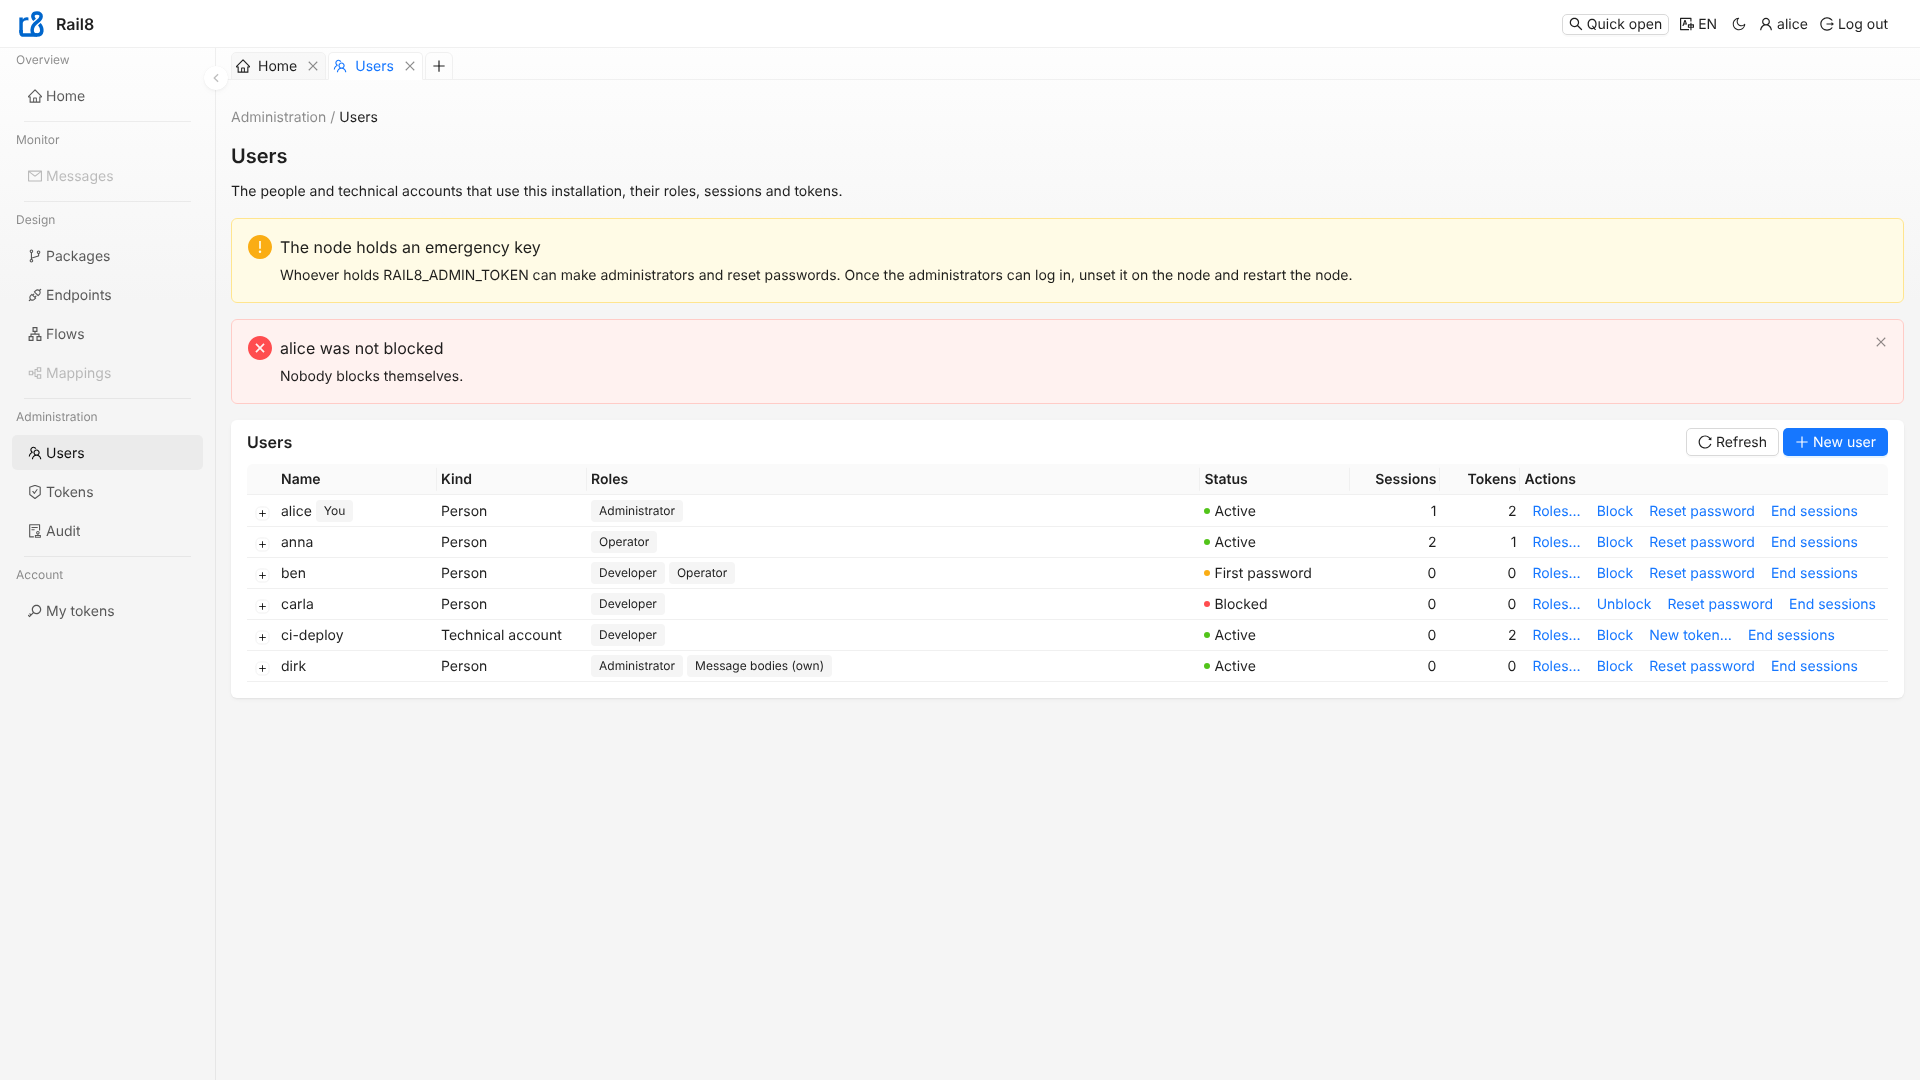 Rail8
Quick open EN alice Log out
Overview
Home
Monitor
Messages
Design
Packages
Endpoints
Flows
Mappings
Administration
Users
Tokens
Audit
Account
My tokens
Home Users
Administration / Users
Users
The people and technical accounts that use this installation, their roles, sessions and tokens.
The node holds an emergency key
Whoever holds RAIL8_ADMIN_TOKEN can make administrators and reset passwords. Once the administrators can log in, unset it on the node and restart the node.
alice was not blocked
Nobody blocks themselves.
Users Refresh New user
Name Kind Roles Status Sessions Tokens Actions
alice You Person Administrator Active 1 2 Roles... Block Reset password End sessions
anna Person Operator Active 2 1 Roles... Block Reset password End sessions
ben Person Developer Operator First password 0 0 Roles... Block Reset password End sessions
carla Person Developer Blocked 0 0 Roles... Unblock Reset password End sessions
ci-deploy Technical account Developer Active 0 2 Roles... Block New token... End sessions
dirk Person Administrator Message bodies (own) Active 0 0 Roles... Block Reset password End sessions